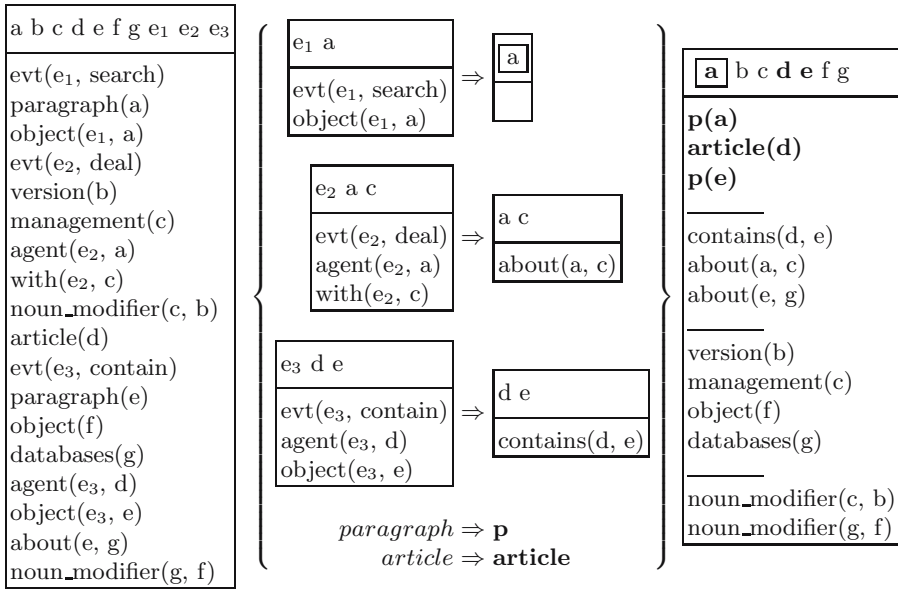 a b c d e f g e₁ e₂ e₃
evt(e₁, search)
paragraph(a)
object(e₁, a)
evt(e₂, deal)
version(b)
management(c)
agent(e₂, a)
with(e₂, c)
noun_modifier(c, b)
article(d)
evt(e₃, contain)
paragraph(e)
object(f)
databases(g)
agent(e₃, d)
object(e₃, e)
about(e, g)
noun_modifier(g, f)
e₁ a
evt(e₁, search)
object(e₁, a)
⇒
a
e₂ a c
evt(e₂, deal)
agent(e₂, a)
with(e₂, c)
⇒
a c
about(a, c)
e₃ d e
evt(e₃, contain)
agent(e₃, d)
object(e₃, e)
⇒
d e
contains(d, e)
paragraph ⇒ p
article ⇒ article
a b c d e f g
p(a)
article(d)
p(e)
contains(d, e)
about(a, c)
about(e, g)
version(b)
management(c)
object(f)
databases(g)
noun_modifier(c, b)
noun_modifier(g, f)